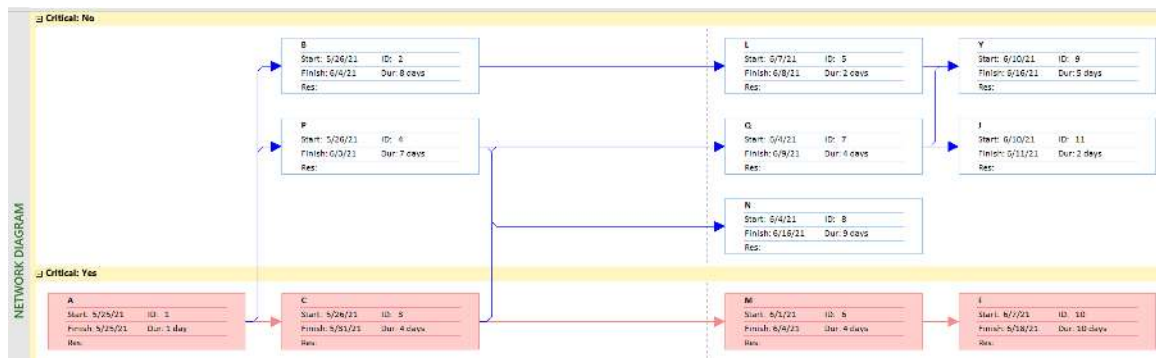 Critical: No
B
Start: 5/26/21 ID: 2
Finish: 6/4/21 Dur: 8 days
Res:
L
Start: 6/7/21 ID: 5
Finish: 6/8/21 Dur: 2 days
Res:
Y
Start: 6/10/21 ID: 9
Finish: 6/16/21 Dur: 5 days
Res:
P
Start: 5/26/21 ID: 4
Finish: 6/3/21 Dur: 7 days
Res:
Q
Start: 6/4/21 ID: 7
Finish: 6/9/21 Dur: 4 days
Res:
J
Start: 6/10/21 ID: 11
Finish: 6/11/21 Dur: 2 days
Res:
N
Start: 6/4/21 ID: 8
Finish: 6/16/21 Dur: 9 days
Res:
NETWORK DIAGRAM
Critical: Yes
A
Start: 5/25/21 ID: 1
Finish: 5/25/21 Dur: 1 day
Res:
C
Start: 5/26/21 ID: 3
Finish: 5/31/21 Dur: 4 days
Res:
M
Start: 6/1/21 ID: 6
Finish: 6/4/21 Dur: 4 days
Res:
Start: 6/7/21 ID: 10
Finish: 6/18/21 Dur: 10 days
Res: